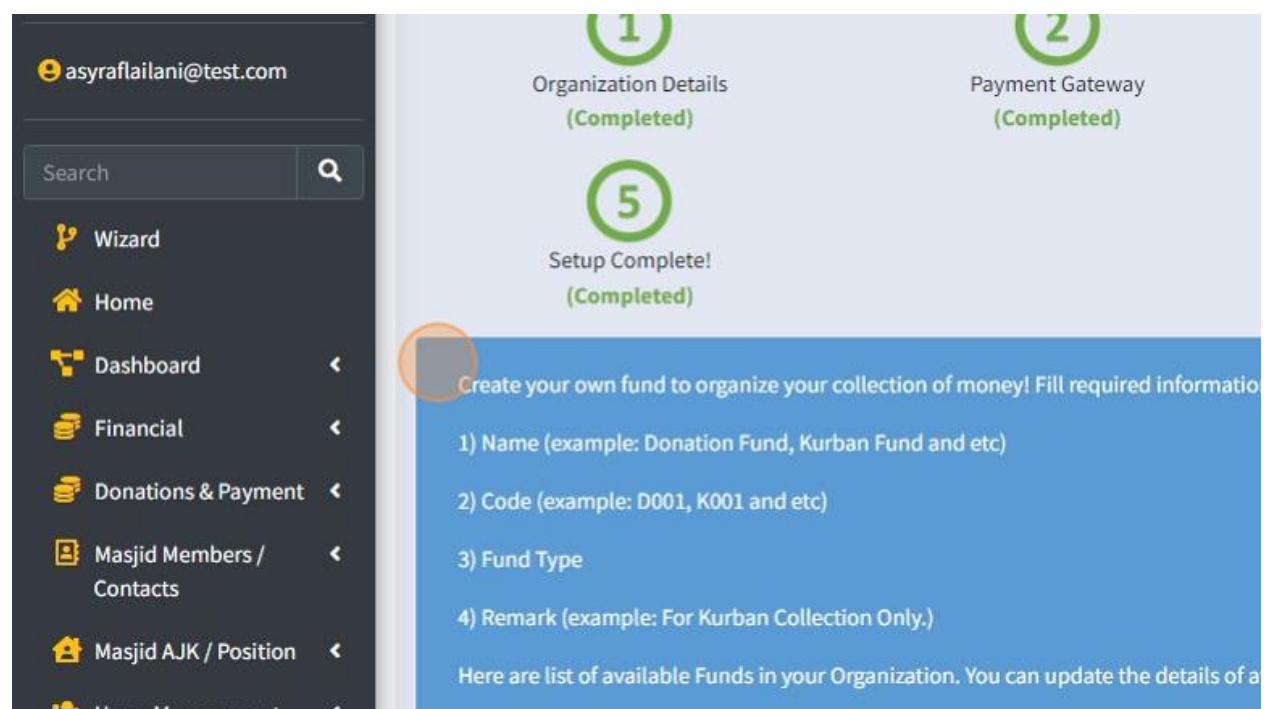 asyraflailani@test.com
Search
Wizard
Home
Dashboard
Financial
Donations & Payment
Masjid Members /
Contacts
Masjid AJK / Position
1
Organization Details
(Completed)
2
Payment Gateway
(Completed)
5
Setup Complete!
(Completed)
Create your own fund to organize your collection of money! Fill required
1) Name (example: Donation Fund, Kurban Fund and etc)
2) Code (example: D001, K001 and etc)
3) Fund Type
4) Remark (example: For Kurban Collection Only.)
Here are list of available Funds in your Organization. You can update the details of